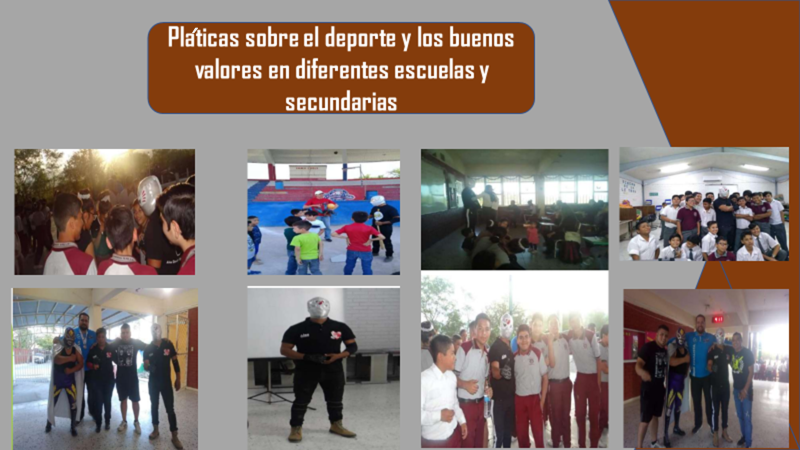 Pláticas sobre el deporte y los buenos
valores en diferentes escuelas y
secundarias